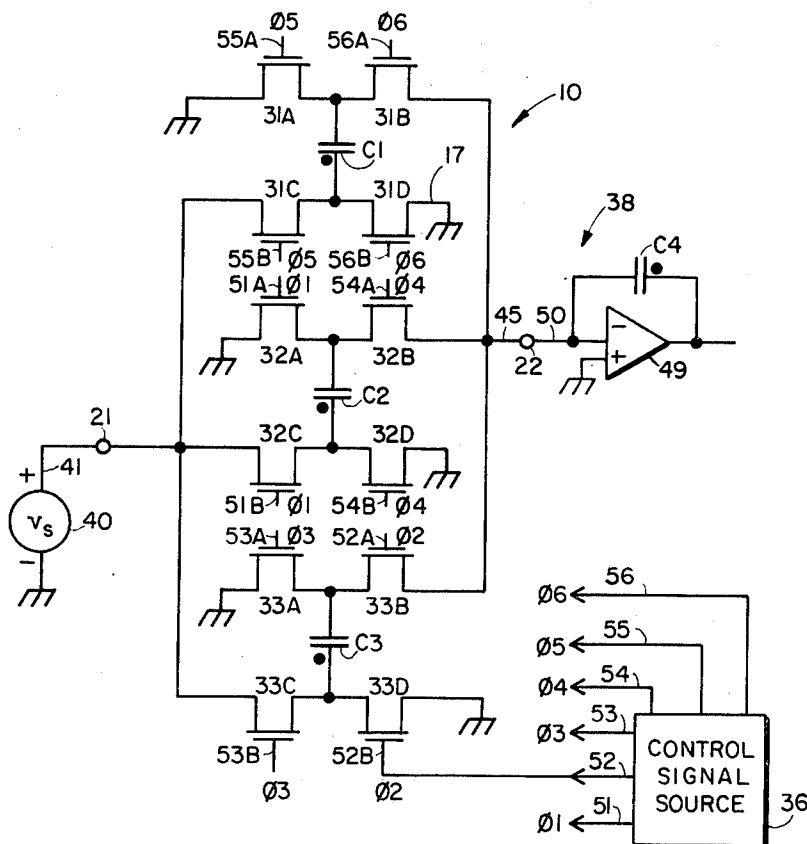 Ø5 Ø6
55A 56A
10
31A 31B
C1
31C 31D 17
38
55B Ø5 56B Ø6
C4
51A Ø1 54A Ø4
45 50
−
+
32A 32B 22 49
C2
21
32C 32D
+ 41
51B Ø1 54B Ø4
vs 40
53A Ø3 52A Ø2
−
33A 33B
Ø6 56
C3
Ø5 55
33C 33D
Ø4 54
53B 52B
Ø3 53
CONTROL
Ø3 Ø2 52
SIGNAL
SOURCE 36
Ø1 51